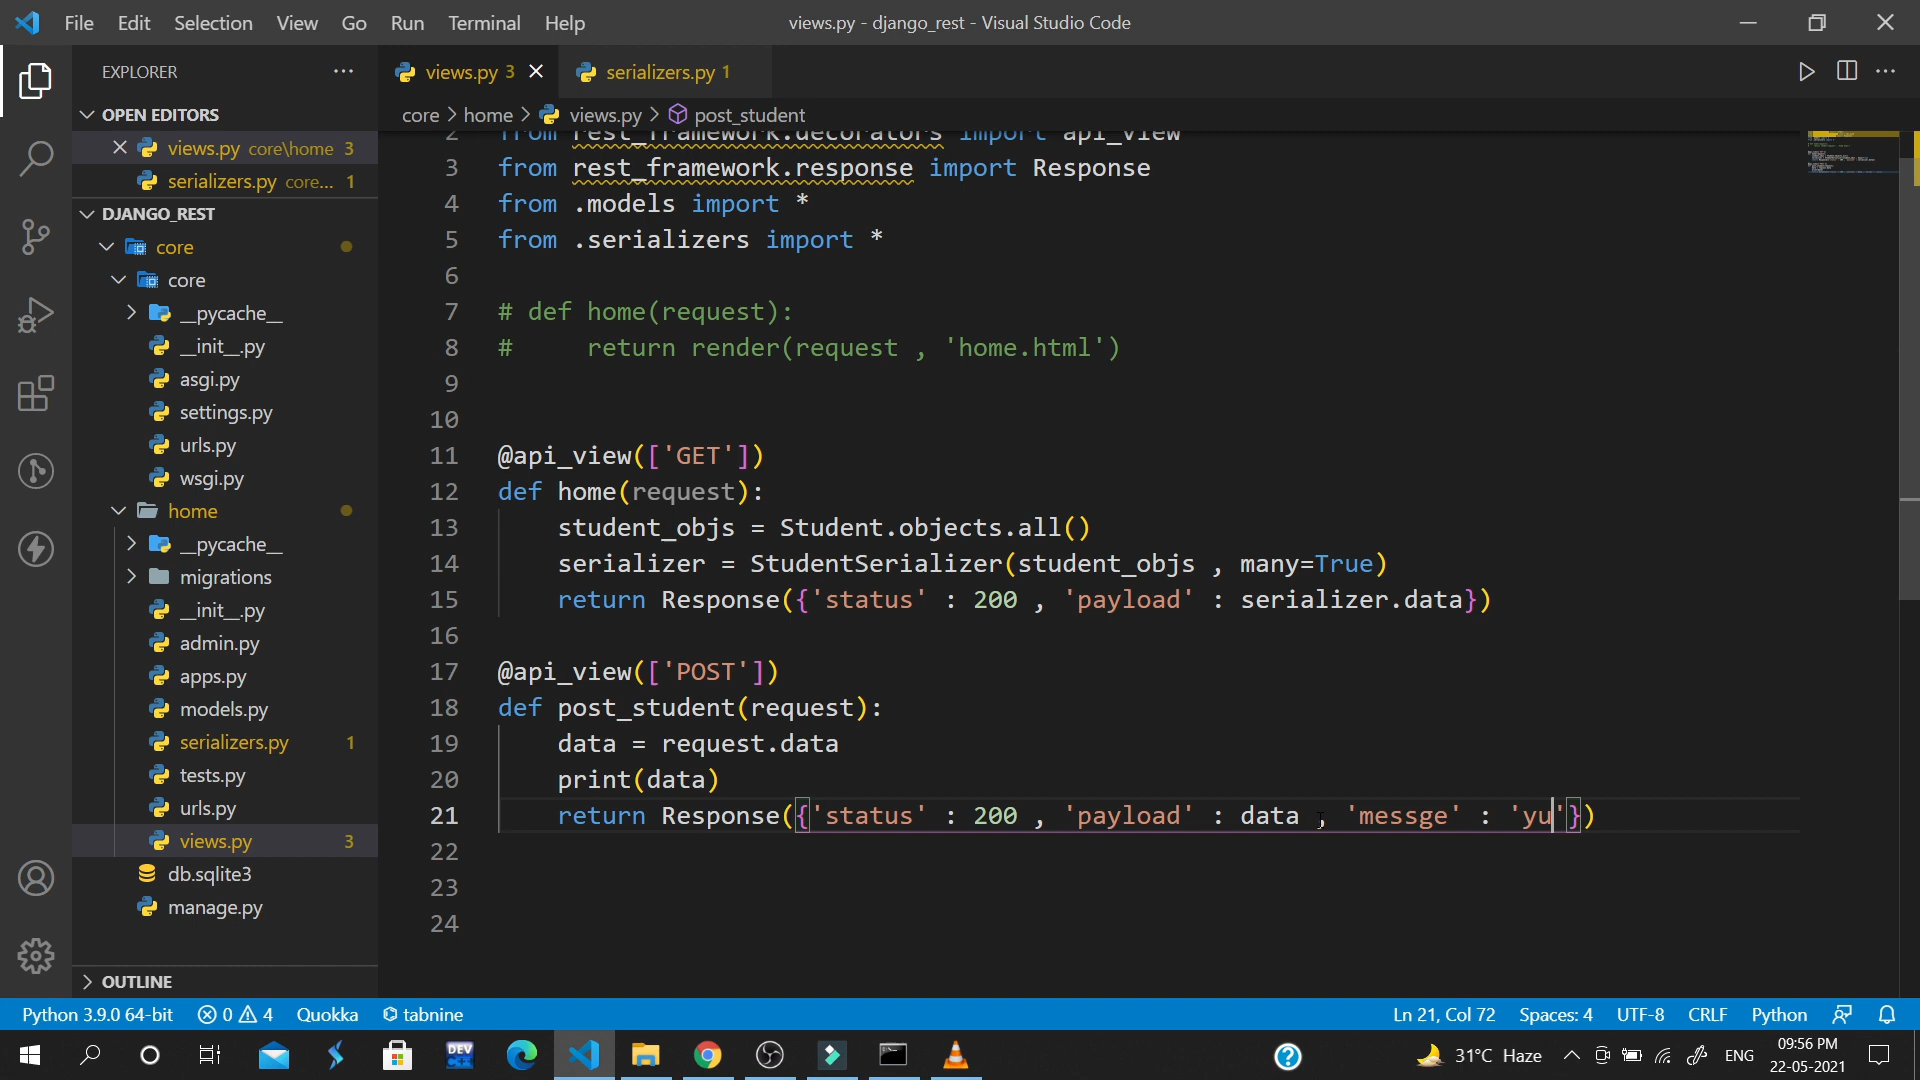 File Edit Selection View Go Run Terminal Help
views.py - django_rest - Visual Studio Code
EXPLORER
views.py 3
serializers.py 1
OPEN EDITORS
views.py core\home 3
serializers.py core... 1
DJANGO_REST
core
core
__pycache__
__init__.py
asgi.py
settings.py
urls.py
wsgi.py
home
__pycache__
migrations
__init__.py
admin.py
apps.py
models.py
serializers.py 1
tests.py
urls.py
views.py 3
db.sqlite3
manage.py
OUTLINE
core > home > views.py > post_student
2 from rest_framework.decorators import api_view
3 from rest_framework.response import Response
4 from .models import *
5 from .serializers import *
6
7 # def home(request):
8 #     return render(request , 'home.html')
9
10
11 @api_view(['GET'])
12 def home(request):
13     student_objs = Student.objects.all()
14     serializer = StudentSerializer(student_objs , many=True)
15     return Response({'status' : 200 , 'payload' : serializer.data})
16
17 @api_view(['POST'])
18 def post_student(request):
19     data = request.data
20     print(data)
21     return Response({'status' : 200 , 'payload' : data , 'messge' : 'yu'})
22
23
24
Python 3.9.0 64-bit 0 4 Quokka tabnine
Ln 21, Col 72 Spaces: 4 UTF-8 CRLF Python
DEV C++
31°C Haze ENG
09:56 PM
22-05-2021